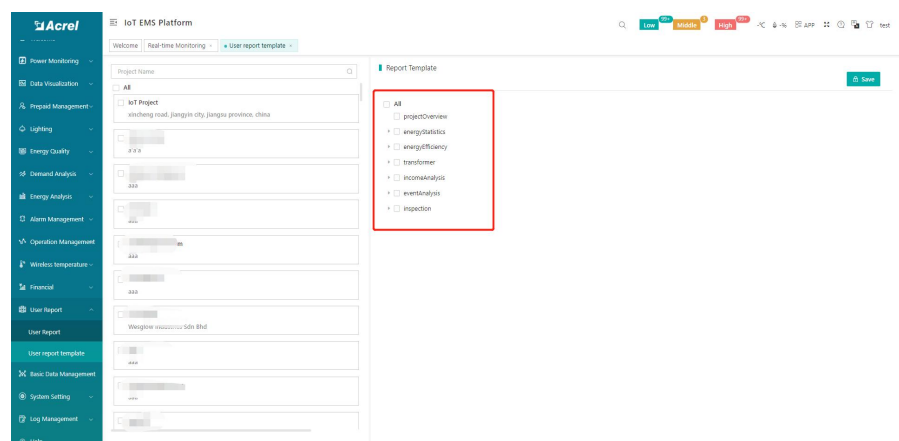 Acrel
IoT EMS Platform
Low 99+ Middle 2 High 99+ -℃ -% APP test
Welcome Real-time Monitoring User report template
Power Monitoring
Data Visualization
Prepaid Management
Lighting
Energy Quality
Demand Analysis
Energy Analysis
Alarm Management
Operation Management
Wireless temperature
Financial
User Report
User Report
User report template
Basic Data Management
System Setting
Log Management
Project Name
All
IoT Project
xincheng road, jiangyin city, jiangsu province, china
a'a'a
aaa
aaa
m
aaa
aaa
Sdn Bhd
aaa
Report Template
Save
All
projectOverview
energyStatistics
energyEfficiency
transformer
incomeAnalysis
eventAnalysis
inspection